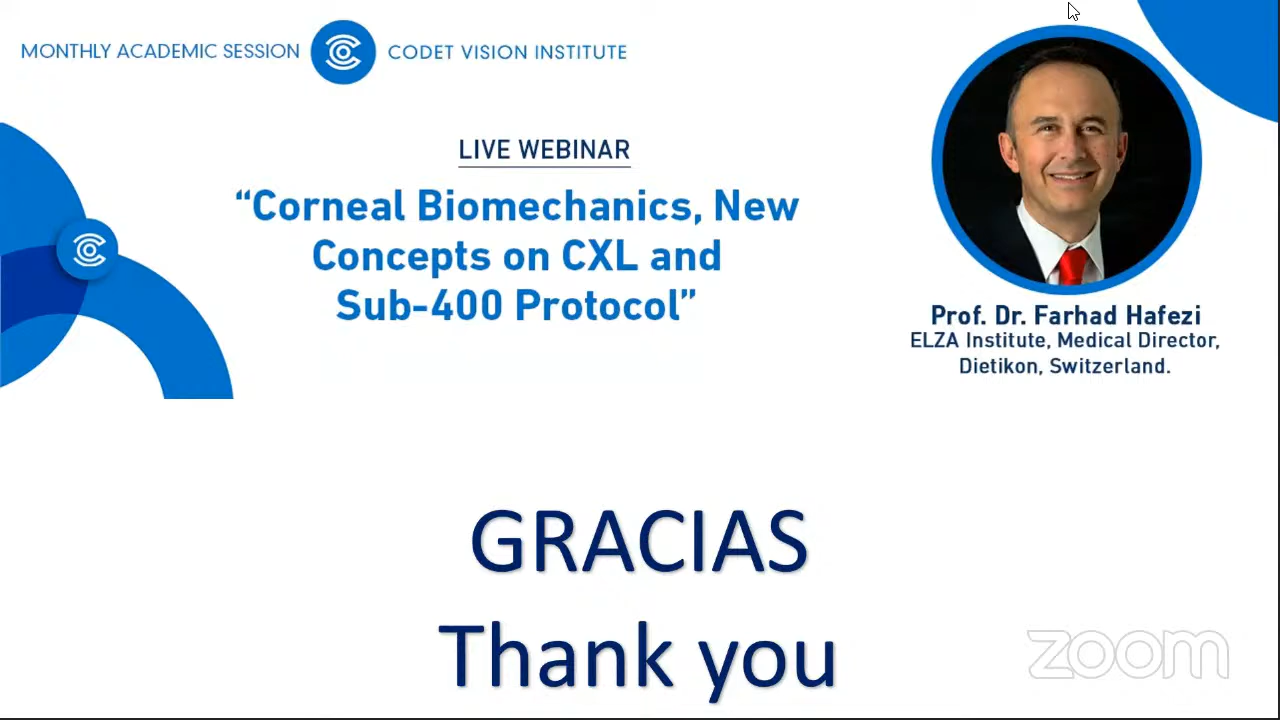 MONTHLY ACADEMIC SESSION
CODET VISION INSTITUTE
LIVE WEBINAR
“Corneal Biomechanics, New
Concepts on CXL and
Sub-400 Protocol”
Prof. Dr. Farhad Hafezi
ELZA Institute, Medical Director,
Dietikon, Switzerland.
GRACIAS
Thank you
zoom